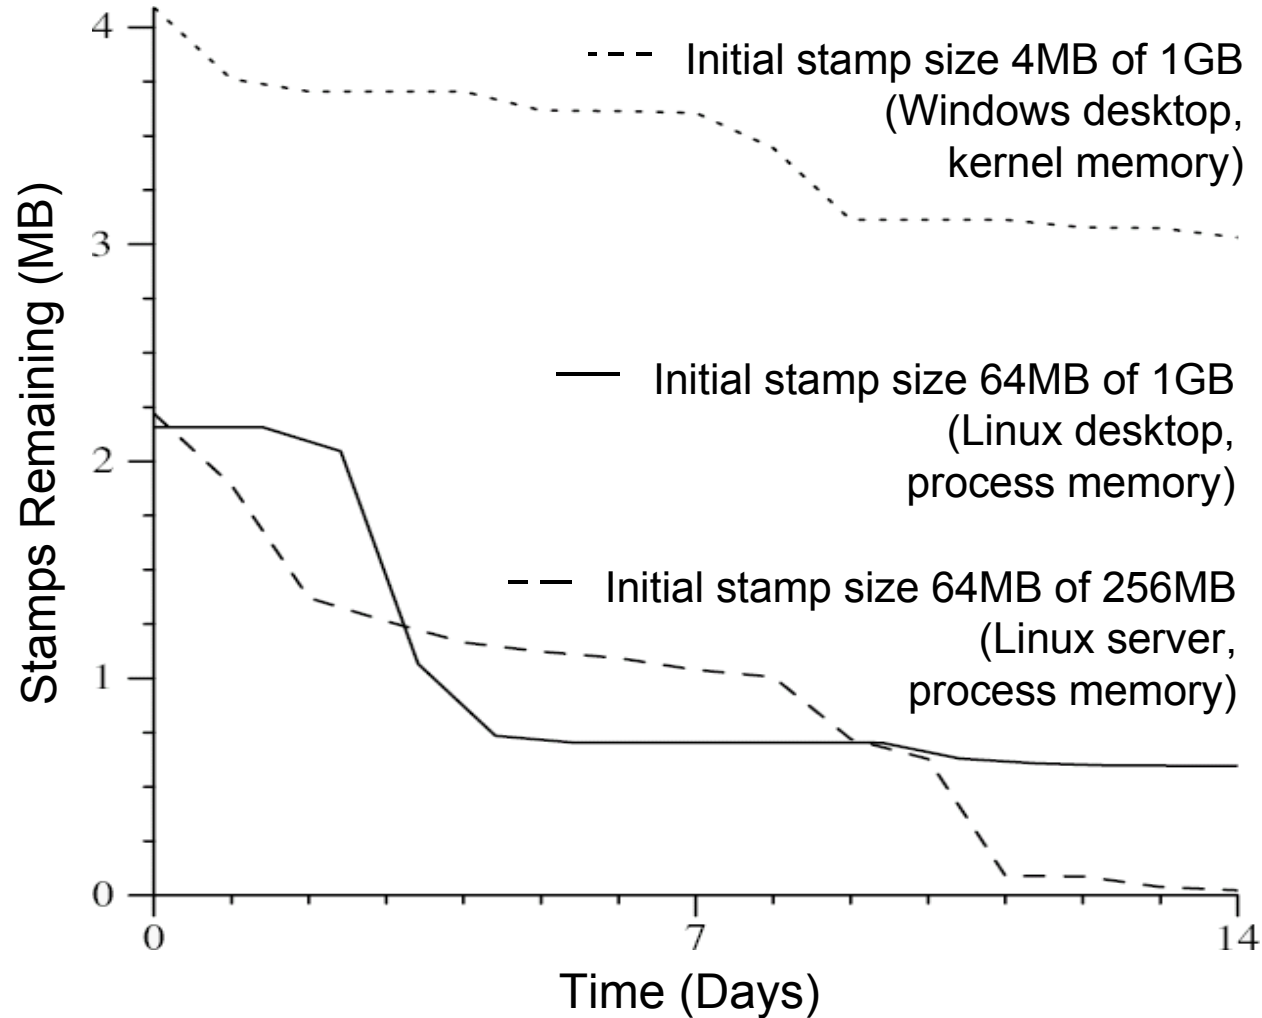 4
Initial stamp size 4MB of 1GB
(Windows desktop,
kernel memory)
3
Stamps Remaining (MB)
Initial stamp size 64MB of 1GB
(Linux desktop,
process memory)
2
Initial stamp size 64MB of 256MB
(Linux server,
process memory)
1
0
0 7 14
Time (Days)